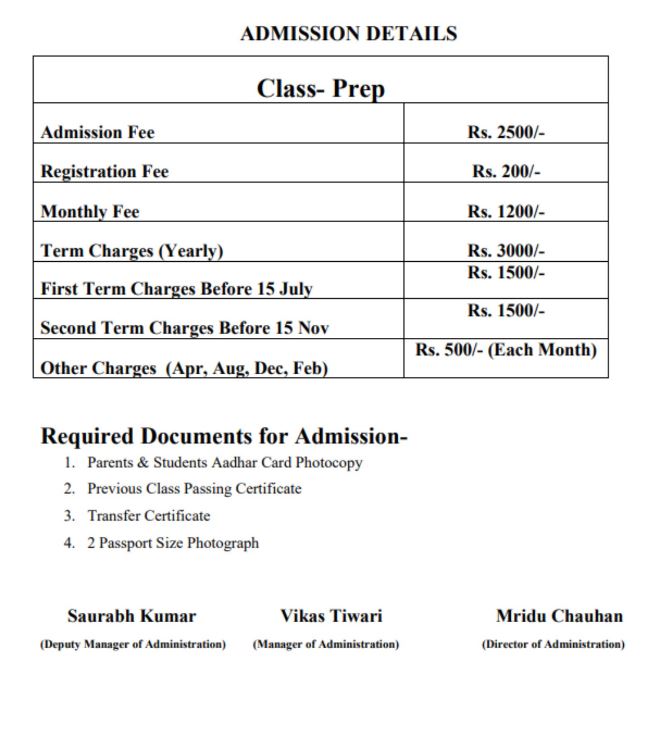 ADMISSION DETAILS
Class- Prep
Admission Fee Rs. 2500/-
Registration Fee Rs. 200/-
Monthly Fee Rs. 1200/-
Term Charges (Yearly) Rs. 3000/-
First Term Charges Before 15 July Rs. 1500/-
Second Term Charges Before 15 Nov Rs. 1500/-
Other Charges (Apr, Aug, Dec, Feb) Rs. 500/- (Each Month)
Required Documents for Admission-
1. Parents & Students Aadhar Card Photocopy
2. Previous Class Passing Certificate
3. Transfer Certificate
4. 2 Passport Size Photograph
Saurabh Kumar Vikas Tiwari Mridu Chauhan
(Deputy Manager of Administration) (Manager of Administration) (Director of Administration)